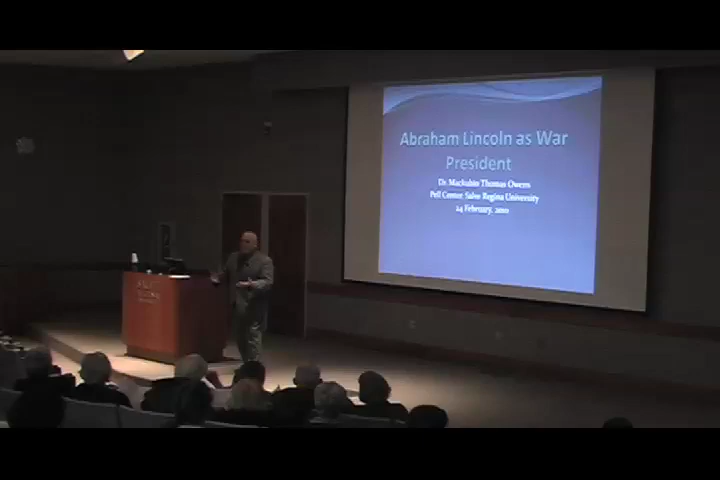 Abraham Lincoln as War
President
Dr. Mackubin Thomas Owens
Pell Center, Salve Regina University
24 February, 2010